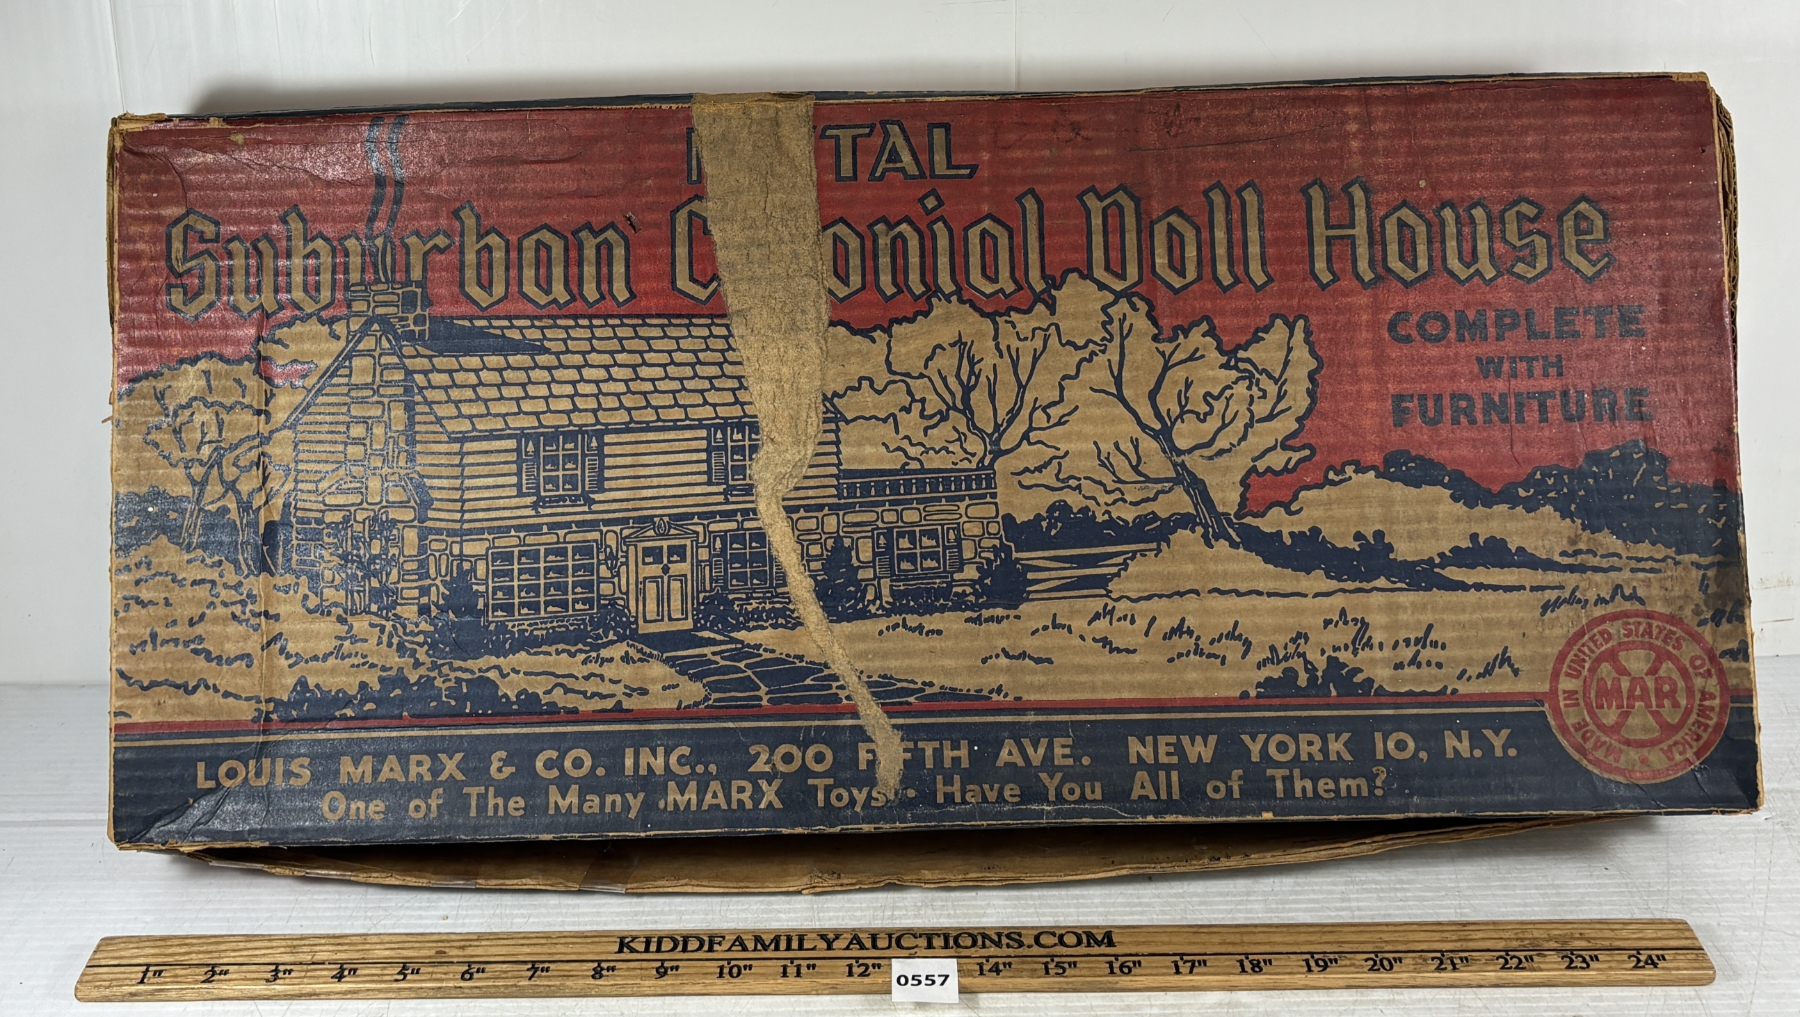 M TAL
Suburban C onial Doll House
COMPLETE
WITH
FURNITURE
MADE IN UNITED STATES OF AMERICA
MAR
LOUIS MARX & CO. INC., 200 FIFTH AVE. NEW YORK 10, N.Y.
One of The Many MARX Toys • Have You All of Them?
KIDDFAMILYAUCTIONS.COM
1" 2" 3" 4" 5" 6" 7" 8" 9" 10" 11" 12" 14" 15" 16" 17" 18" 19" 20" 21" 22" 23" 24"
0557